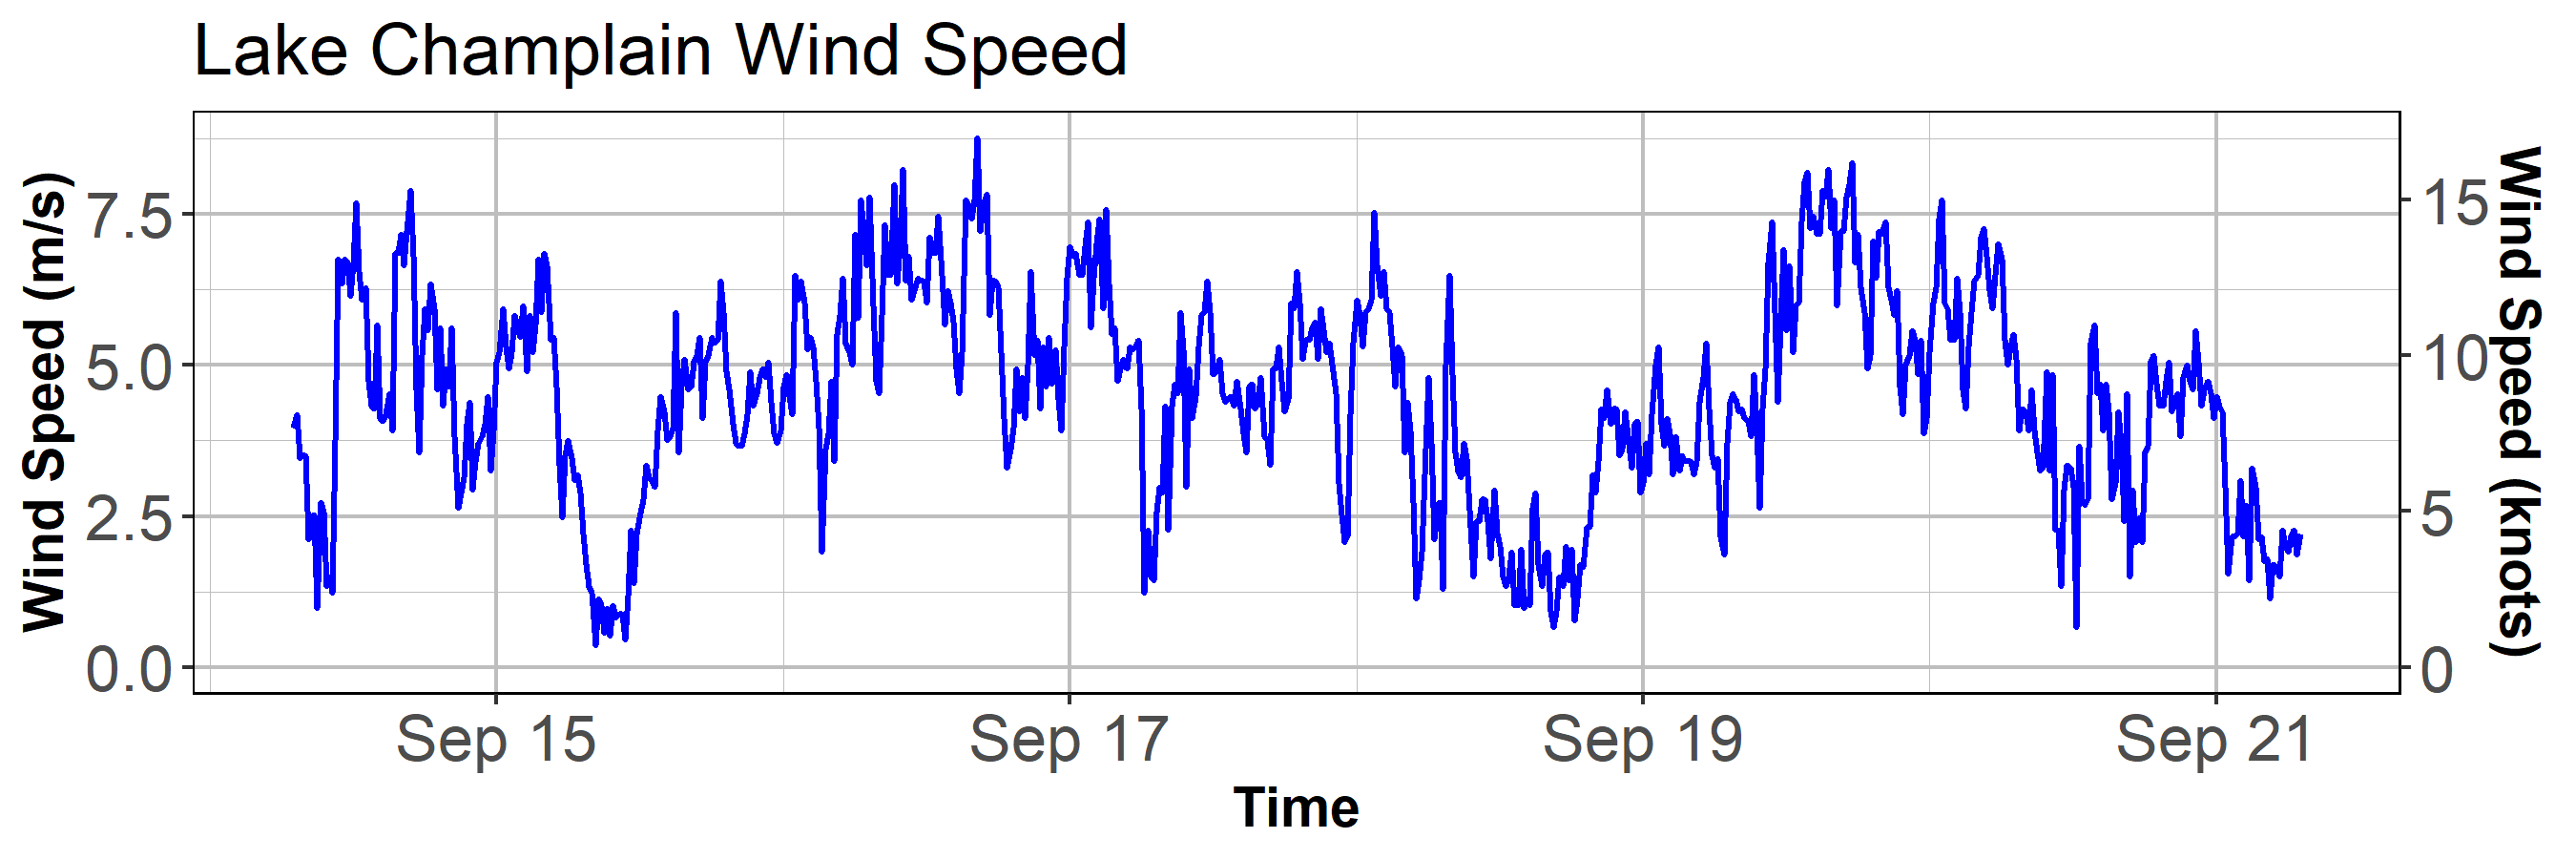 Lake Champlain Wind Speed
Wind Speed (m/s)
7.5
5.0
2.5
0.0
15
10
5
0
Wind Speed (knots)
Sep 15
Sep 17
Sep 19
Sep 21
Time